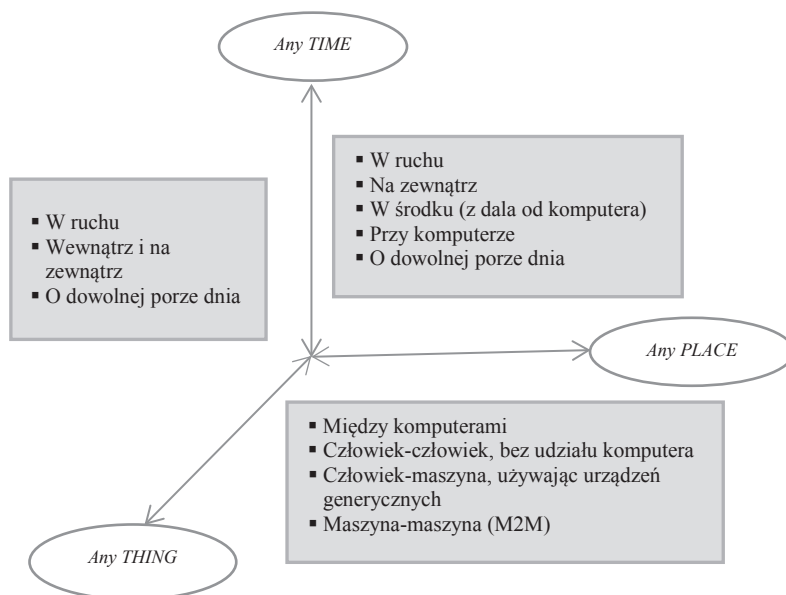 Any TIME
▪ W ruchu
▪ Na zewnątrz
▪ W środku (z dala od komputera)
▪ Przy komputerze
▪ O dowolnej porze dnia
▪ W ruchu
▪ Wewnątrz i na
zewnątrz
▪ O dowolnej porze dnia
Any PLACE
▪ Między komputerami
▪ Człowiek-człowiek, bez udziału komputera
▪ Człowiek-maszyna, używając urządzeń
generycznych
▪ Maszyna-maszyna (M2M)
Any THING